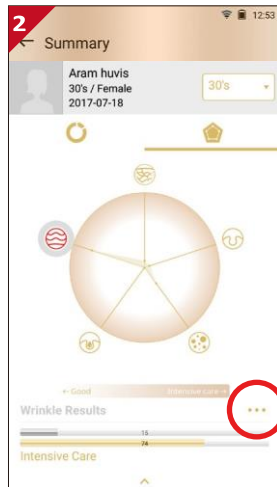 2
12:53
← Summary
Aram huvis
30's / Female
2017-07-18
30's
← Good
Intensive care →
Wrinkle Results
15
74
Intensive Care